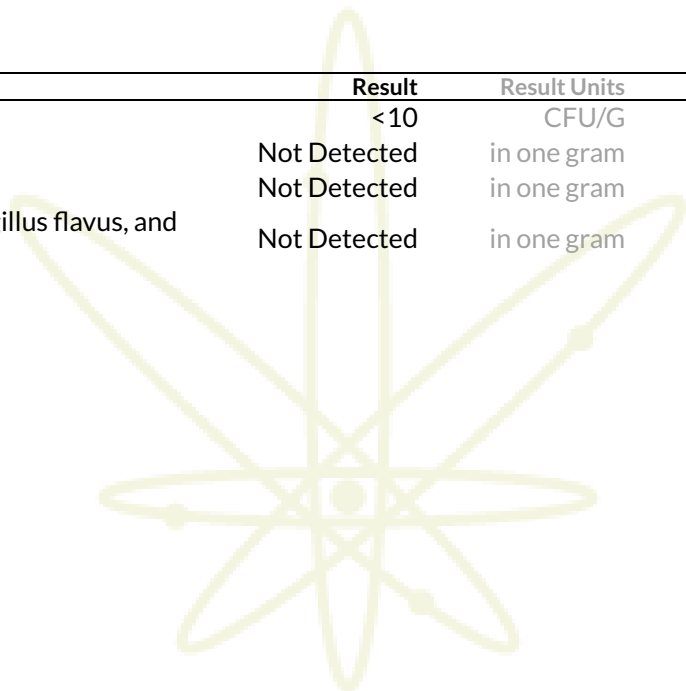 Result Result Units
<10 CFU/G
Not Detected in one gram
Not Detected in one gram
flavus, and
Not Detected in one gram